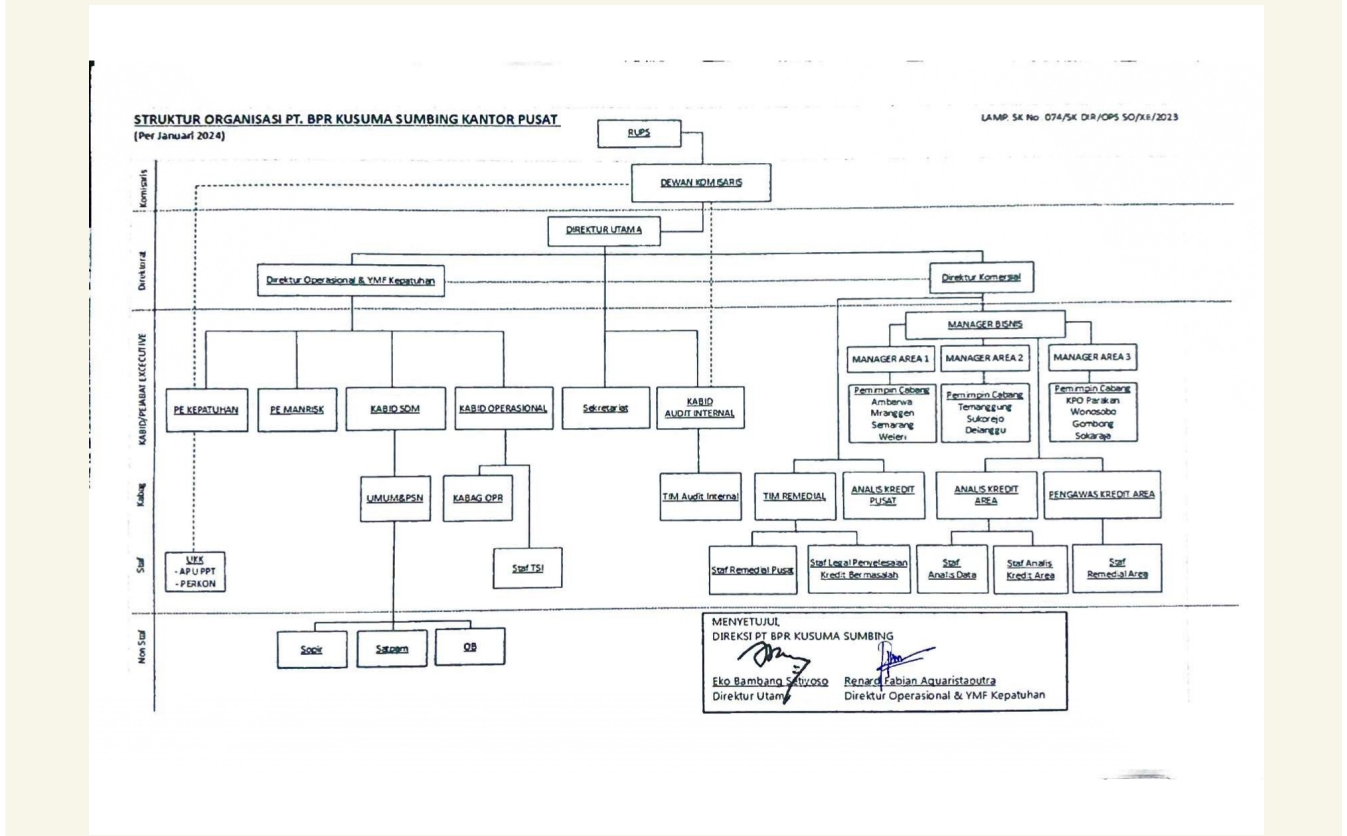 STRUKTUR ORGANISASI PT. BPR KUSUMA SUMBING KANTOR PUSAT
(Per Januari 2024)
LAMP. SK No 074/SK DIR/OPS SO/XII/2023
RUPS
Komisaris
DEWAN KOMISARIS
DIREKTUR UTAMA
Direktorat
Direktur Operasional & YMF Kepatuhan
Direktur Komersial
KABID/PEJABAT EXCECUTIVE
MANAGER BISNIS
MANAGER AREA 1
MANAGER AREA 2
MANAGER AREA 3
Pemimpin Cabang
Ambarwa
Mranggen
Semarang
Weleri
Pemimpin Cabang
Temanggung
Sukorejo
Delanggu
Pemimpin Cabang
KPO Parakan
Wonosobo
Gombong
Sokaraja
PE KEPATUHAN
PE MANRISK
KABID SDM
KABID OPERASIONAL
Sekretariat
KABID
AUDIT INTERNAL
Kabag
UMUM&PSN
KABAG OPR
TIM Audit Internal
TIM REMEDIAL
ANALIS KREDIT
PUSAT
ANALIS KREDIT
AREA
PENGAWAS KREDIT AREA
Staf
UKK
- APU PPT
- PERKON
Staf TSI
Staf Remedial Pusat
Staf Legal Penyelesaian
Kredit Bermasalah
Staf
Analis Data
Staf Analis
Kredit Area
Staf
Remedial Area
Non Staf
Sopir
Satpam
OB
MENYETUJUI,
DIREKSI PT BPR KUSUMA SUMBING
Eko Bambang Setiyoso
Direktur Utama
Renard Fabian Aquaristaputra
Direktur Operasional & YMF Kepatuhan